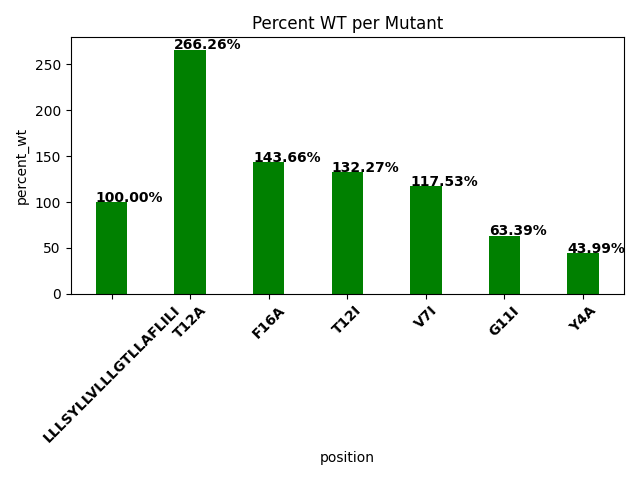 Percent WT per Mutant
percent_wt
250
200
150
100
50
0
100.00%
266.26%
143.66%
132.27%
117.53%
63.39%
43.99%
LLLSYLLVLLLGTLLAFLILI
T12A
F16A
T12I
V7I
G11I
Y4A
position